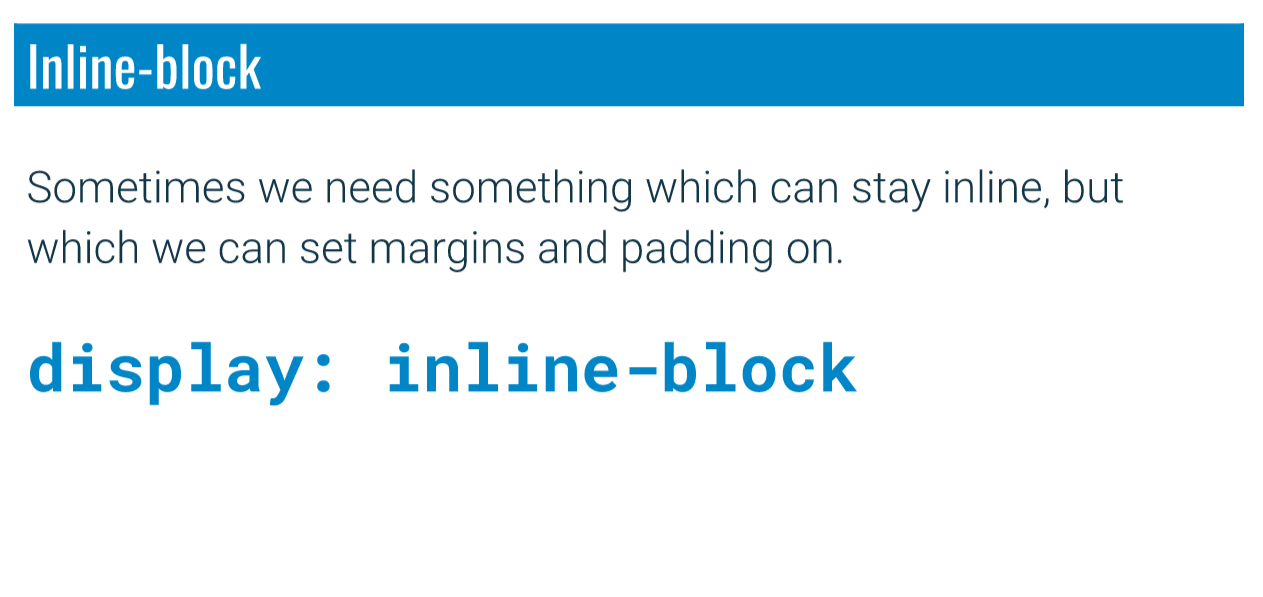 Inline-block
Sometimes we need something which can stay inline, but
which we can set margins and padding on.
display: inline-block